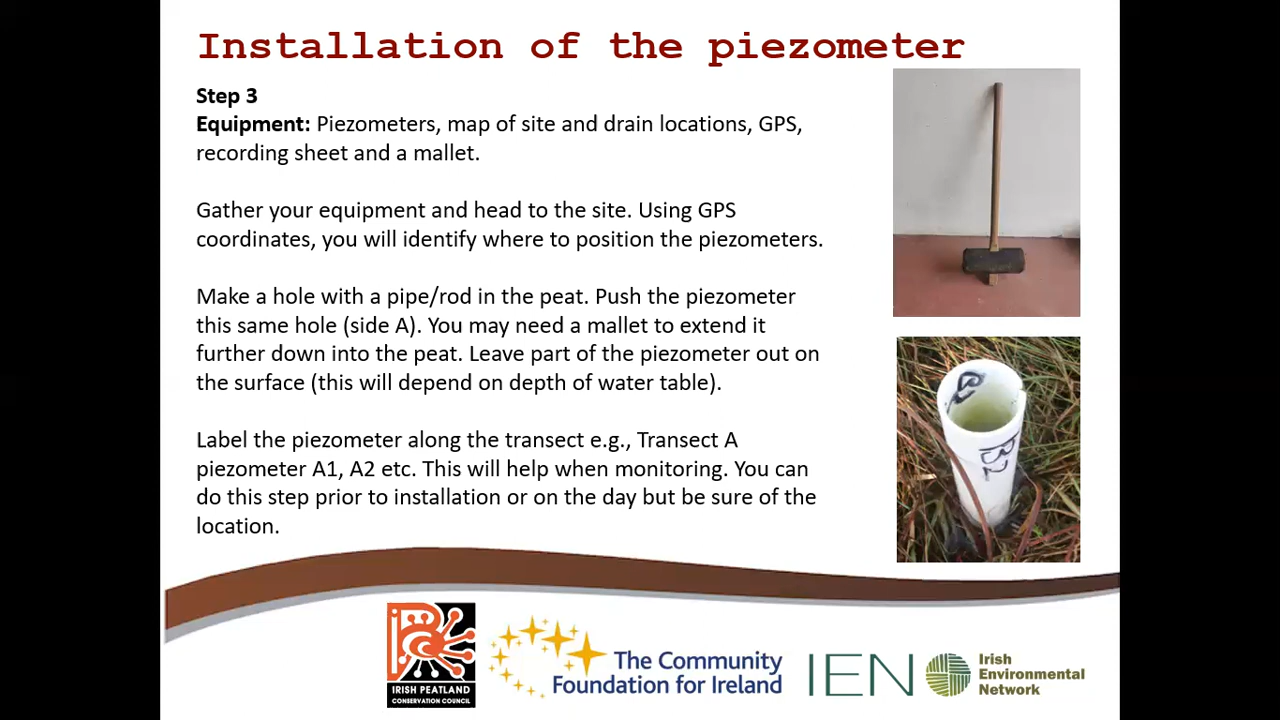 Installation of the piezometer
Step 3
Equipment: Piezometers, map of site and drain locations, GPS,
recording sheet and a mallet.
Gather your equipment and head to the site. Using GPS
coordinates, you will identify where to position the piezometers.
Make a hole with a pipe/rod in the peat. Push the piezometer
this same hole (side A). You may need a mallet to extend it
further down into the peat. Leave part of the piezometer out on
the surface (this will depend on depth of water table).
Label the piezometer along the transect e.g., Transect A
piezometer A1, A2 etc. This will help when monitoring. You can
do this step prior to installation or on the day but be sure of the
location.
B2
IRISH PEATLAND
CONSERVATION COUNCIL
The Community
Foundation for Ireland
IEN
Irish
Environmental
Network